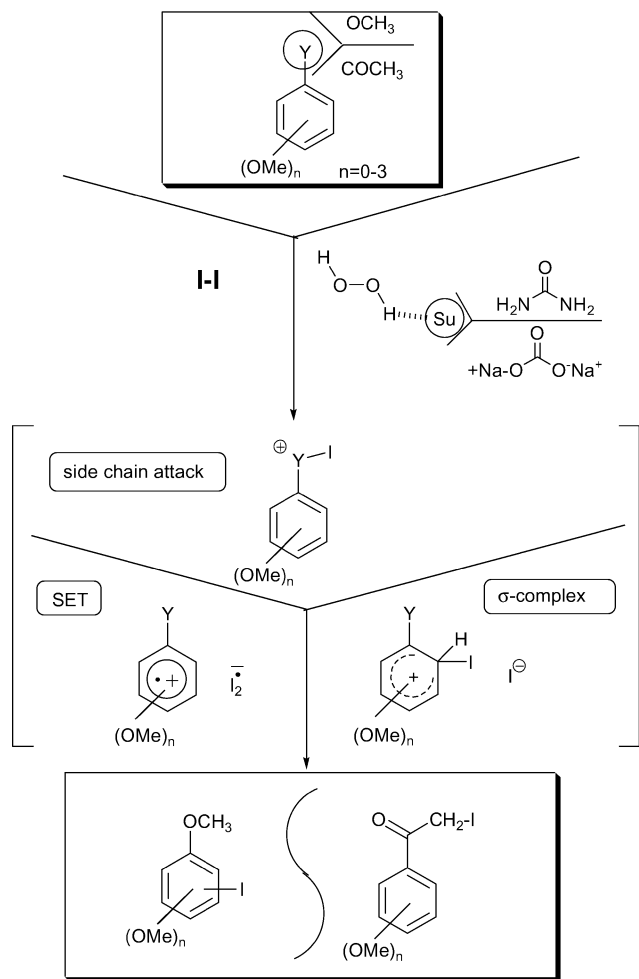 OCH₃
Y
COCH₃
(OMe)ₙ
n=0-3
I-I
H
O–O
H
Su
O
H₂N NH₂
O
+Na-O O⁻Na⁺
side chain attack
⊕
Y–I
(OMe)ₙ
SET
σ-complex
Y
•+
(OMe)ₙ
I₂•–
Y
H
I
+
(OMe)ₙ
I⊖
OCH₃
I
(OMe)ₙ
O
CH₂-I
(OMe)ₙ